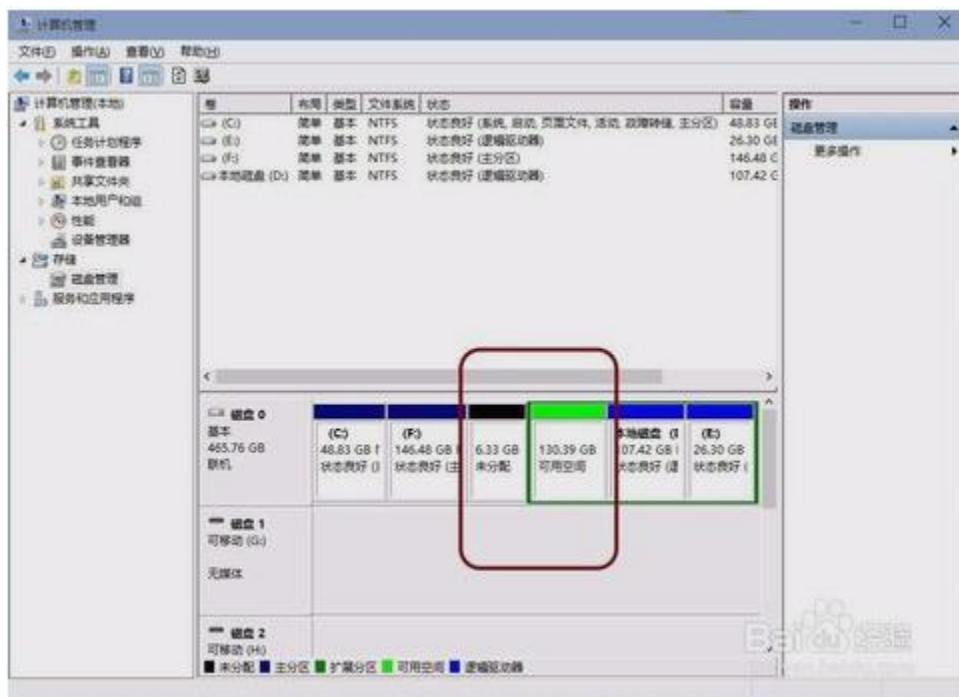 计算机管理
文件(F) 操作(A) 查看(V) 帮助(H)
计算机管理(本地)
系统工具
任务计划程序
事件查看器
共享文件夹
本地用户和组
性能
设备管理器
存储
磁盘管理
服务和应用程序
卷 布局 类型 文件系统 状态 容量
(C:) 简单 基本 NTFS 状态良好 (系统, 启动, 页面文件, 活动, 故障转储, 主分区) 48.83 GE
(E:) 简单 基本 NTFS 状态良好 (逻辑驱动器) 26.30 GE
(F:) 简单 基本 NTFS 状态良好 (主分区) 146.48 G
本地磁盘 (D:) 简单 基本 NTFS 状态良好 (逻辑驱动器) 107.42 G
操作
磁盘管理
更多操作
磁盘 0
基本
465.76 GB
联机
(C:)
48.83 GB
状态良好
(F:)
146.48 GB
状态良好 (主
6.33 GB
未分配
130.39 GB
可用空间
本地磁盘
107.42 GB
状态良好 (逻
(E:)
26.30 GB
状态良好 (
磁盘 1
可移动 (G:)
无媒体
磁盘 2
可移动 (H:)
未分配 主分区 扩展分区 可用空间 逻辑驱动器
Baidu 经验
jingyan.baidu.com